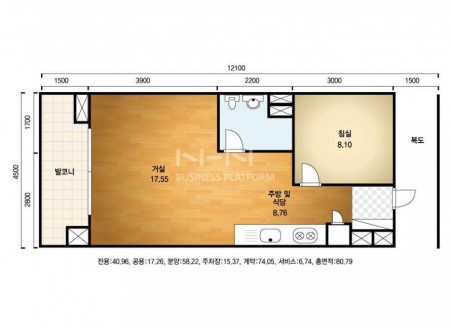 12100
1500 3900 2200 3000 1500
1700
4500
2800
발코니
거실
17.55
침실
8.10
복도
주방 및
식당
8.76
N-N
BUSINESS PLATFORM
전용:40.96, 공용:17.26, 분양:58.22, 주차장:15.37, 계약:74.05, 서비스:6.74, 총면적:80.79